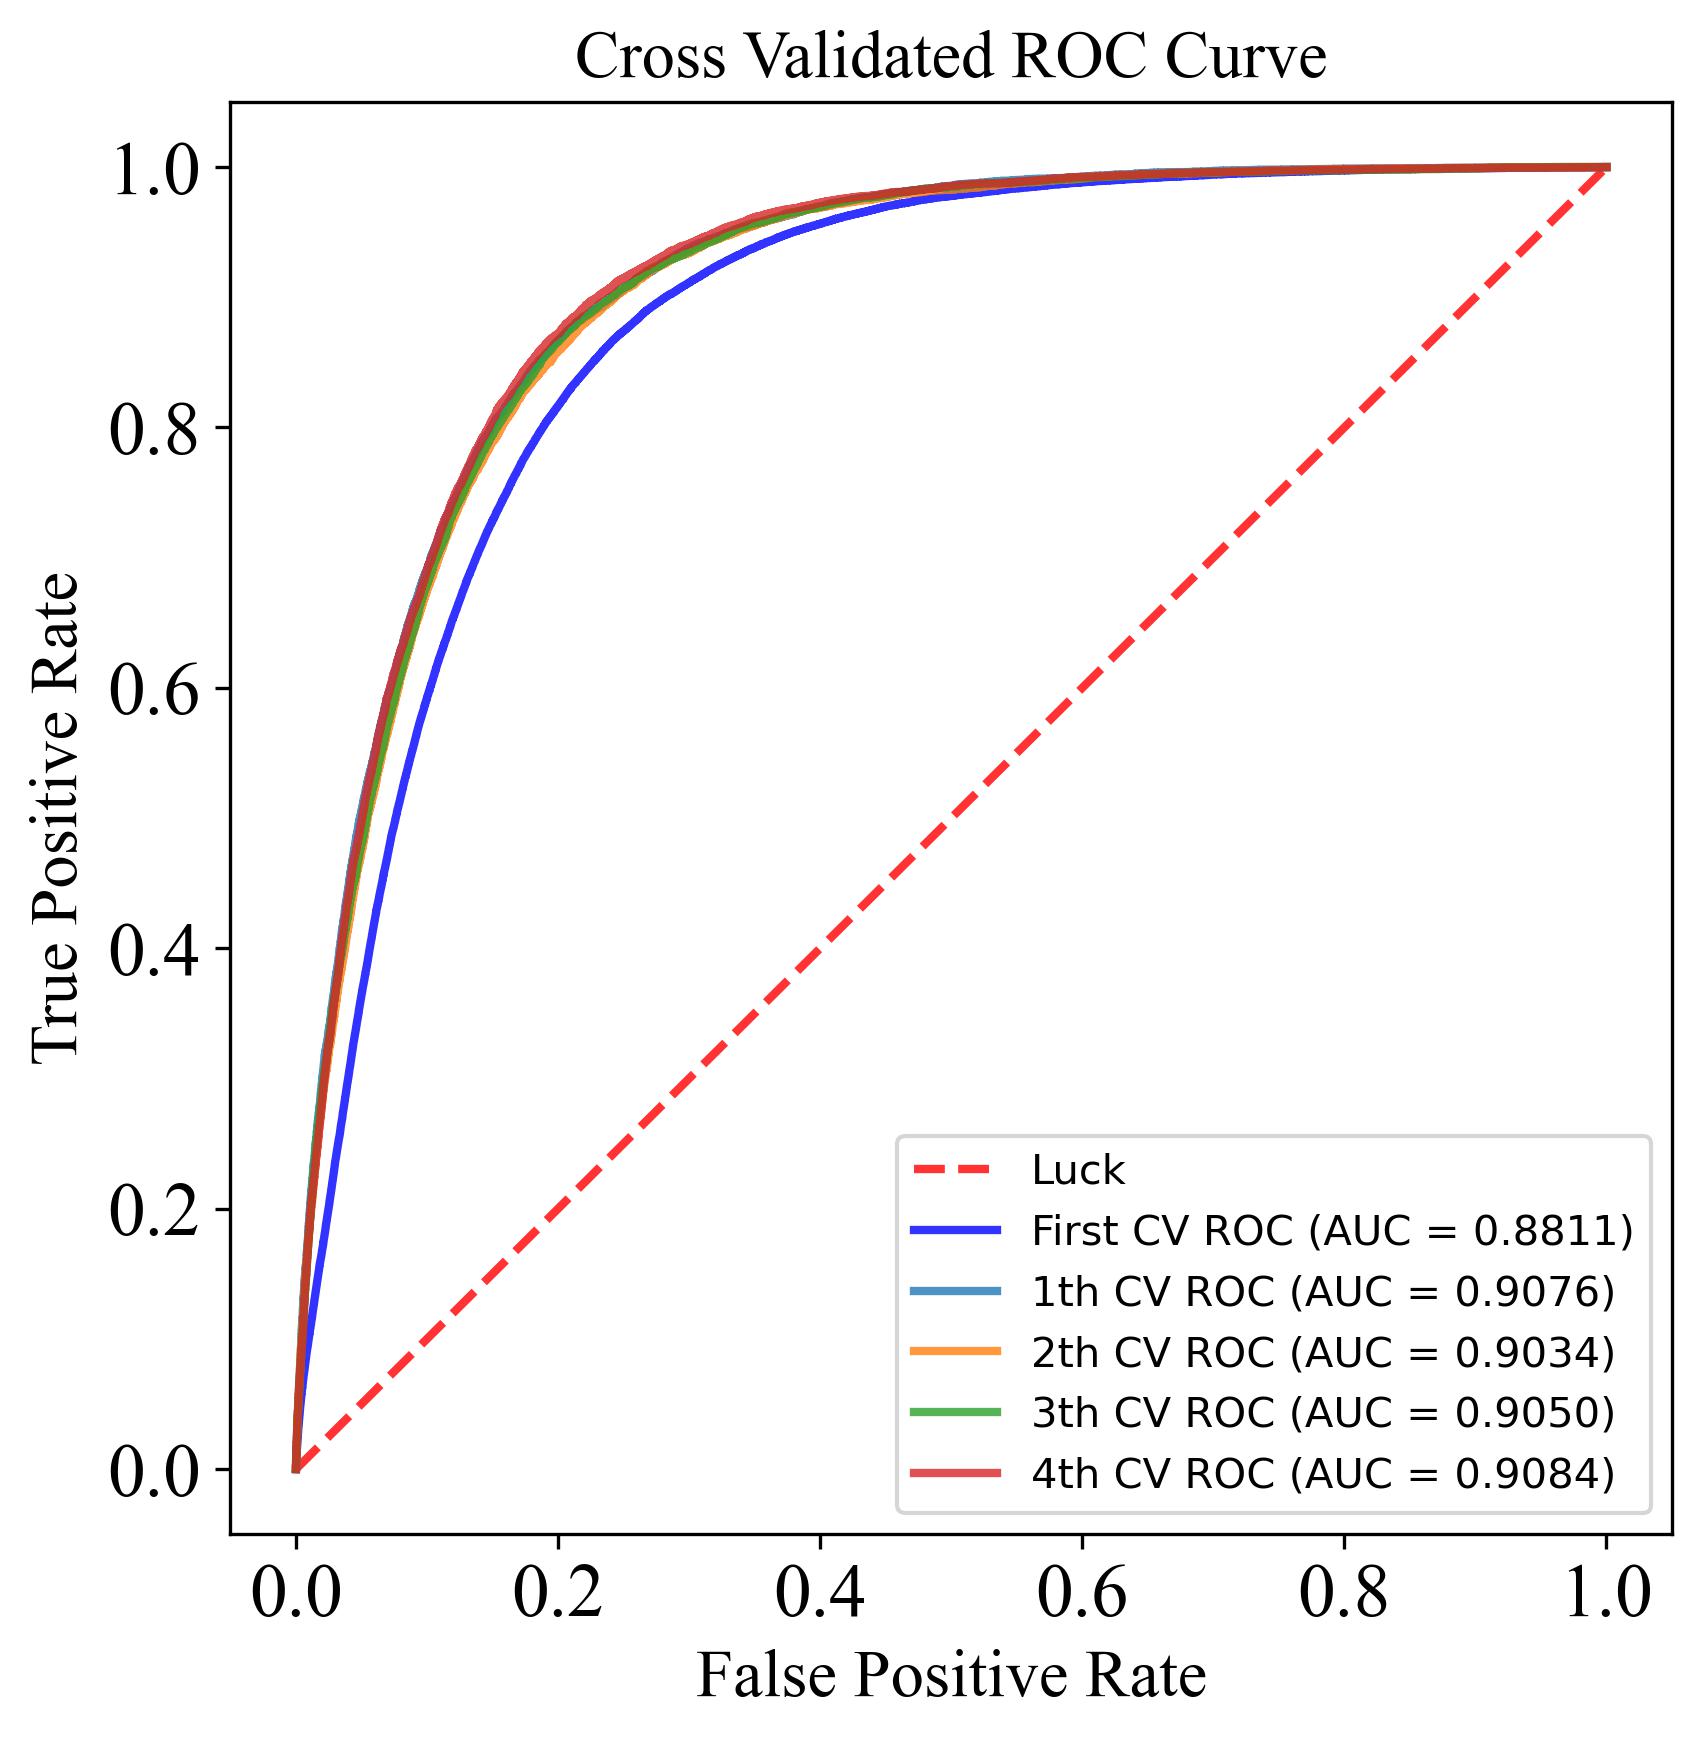 Cross Validated ROC Curve
True Positive Rate
1.0
0.8
0.6
0.4
0.2
0.0
Luck
First CV ROC (AUC = 0.8811)
1th CV ROC (AUC = 0.9076)
2th CV ROC (AUC = 0.9034)
3th CV ROC (AUC = 0.9050)
4th CV ROC (AUC = 0.9084)
0.0 0.2 0.4 0.6 0.8 1.0
False Positive Rate